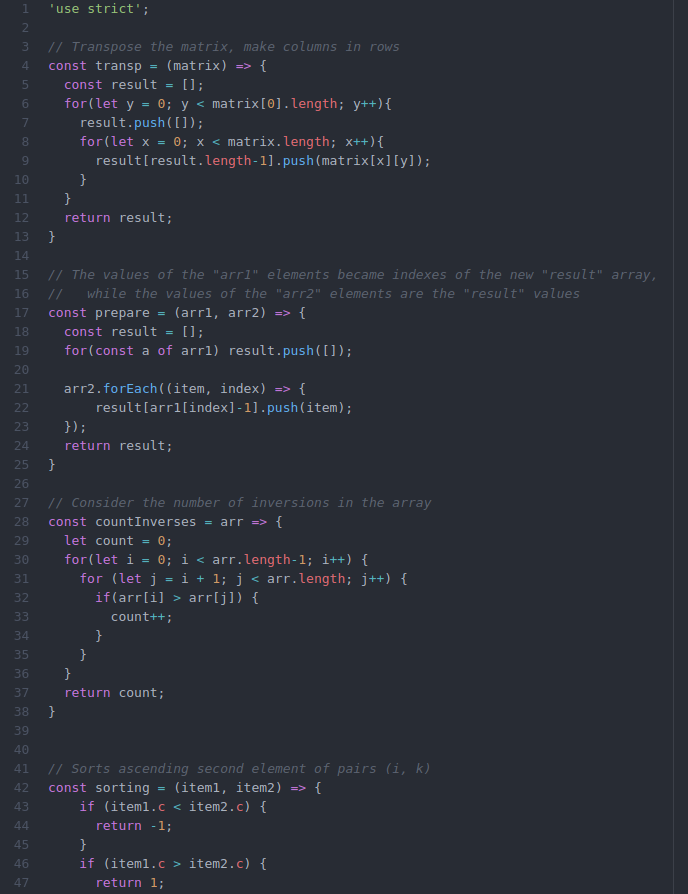 1 'use strict';
2
3 // Transpose the matrix, make columns in rows
4 const transp = (matrix) => {
5   const result = [];
6   for(let y = 0; y < matrix[0].length; y++){
7     result.push([]);
8     for(let x = 0; x < matrix.length; x++){
9       result[result.length-1].push(matrix[x][y]);
10     }
11   }
12   return result;
13 }
14
15 // The values of the "arr1" elements became indexes of the new "result" array,
16 //   while the values of the "arr2" elements are the "result" values
17 const prepare = (arr1, arr2) => {
18   const result = [];
19   for(const a of arr1) result.push([]);
20
21   arr2.forEach((item, index) => {
22       result[arr1[index]-1].push(item);
23   });
24   return result;
25 }
26
27 // Consider the number of inversions in the array
28 const countInverses = arr => {
29   let count = 0;
30   for(let i = 0; i < arr.length-1; i++) {
31     for (let j = i + 1; j < arr.length; j++) {
32       if(arr[i] > arr[j]) {
33         count++;
34       }
35     }
36   }
37   return count;
38 }
39
40
41 // Sorts ascending second element of pairs (i, k)
42 const sorting = (item1, item2) => {
43     if (item1.c < item2.c) {
44       return -1;
45     }
46     if (item1.c > item2.c) {
47       return 1;